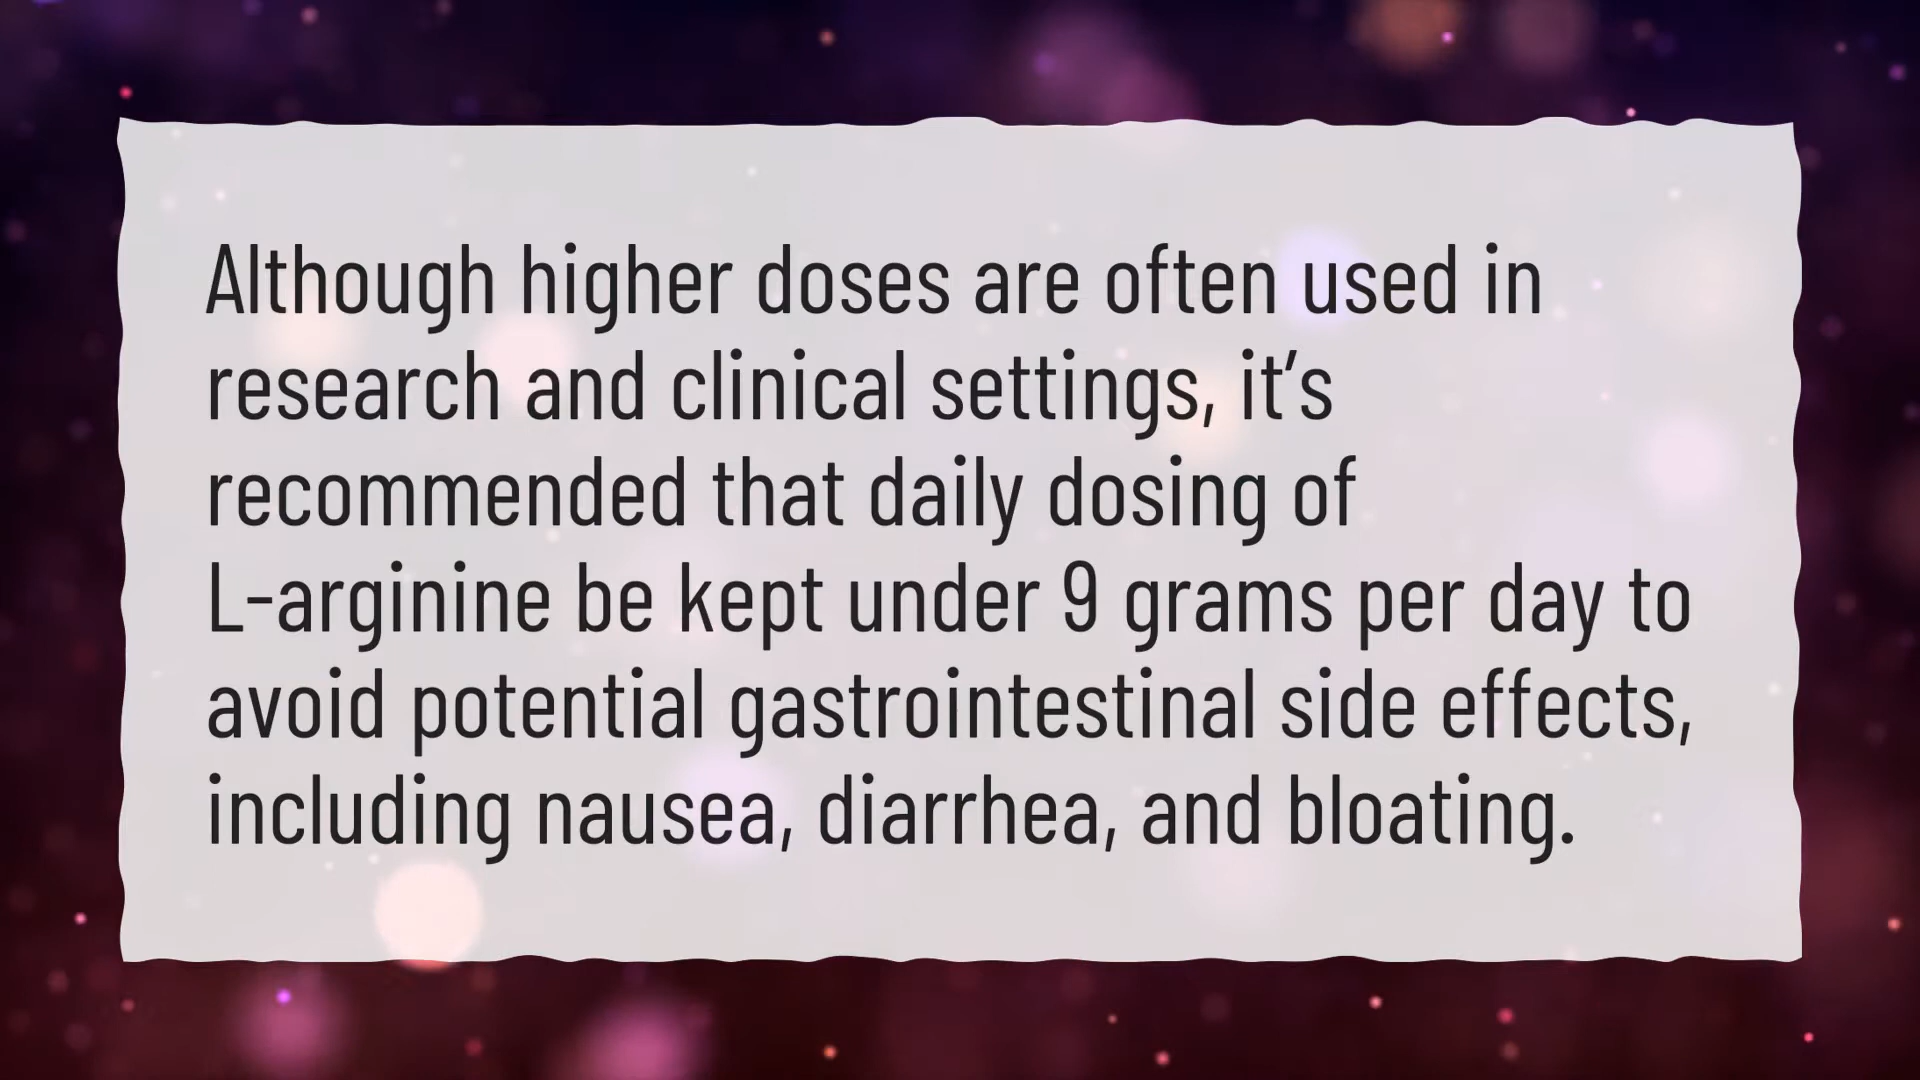 Although higher doses are often used in
research and clinical settings, it’s
recommended that daily dosing of
L-arginine be kept under 9 grams per day to
avoid potential gastrointestinal side effects,
including nausea, diarrhea, and bloating.